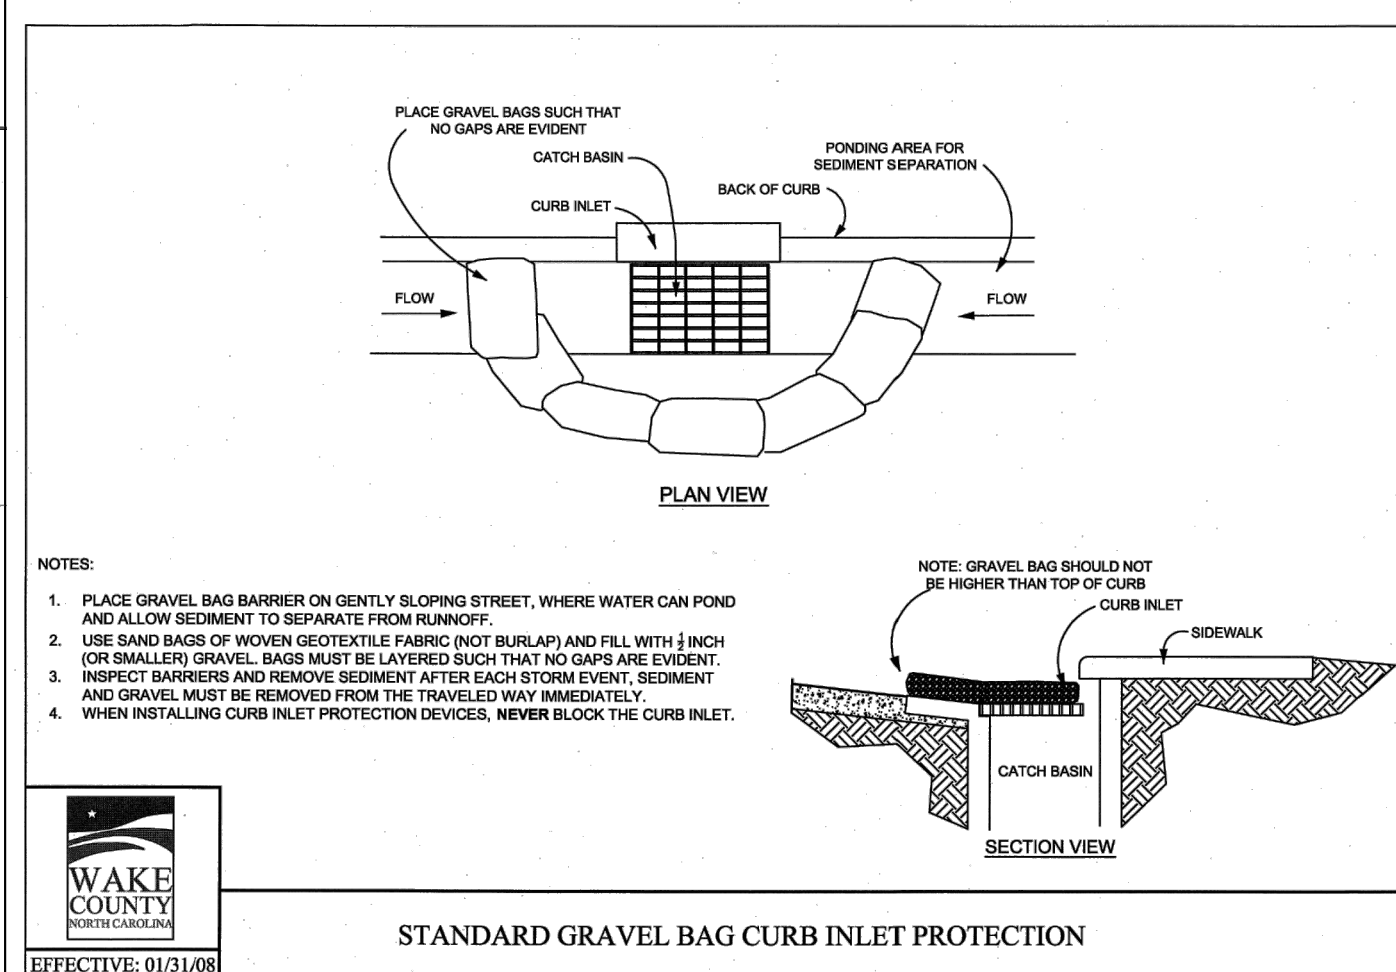 PLACE GRAVEL BAGS SUCH THAT
NO GAPS ARE EVIDENT
CATCH BASIN
CURB INLET
BACK OF CURB
PONDING AREA FOR
SEDIMENT SEPARATION
FLOW
FLOW
PLAN VIEW
NOTES:
1. PLACE GRAVEL BAG BARRIER ON GENTLY SLOPING STREET, WHERE WATER CAN POND
AND ALLOW SEDIMENT TO SEPARATE FROM RUNNOFF.
2. USE SAND BAGS OF WOVEN GEOTEXTILE FABRIC (NOT BURLAP) AND FILL WITH ½ INCH
(OR SMALLER) GRAVEL. BAGS MUST BE LAYERED SUCH THAT NO GAPS ARE EVIDENT.
3. INSPECT BARRIERS AND REMOVE SEDIMENT AFTER EACH STORM EVENT, SEDIMENT
AND GRAVEL MUST BE REMOVED FROM THE TRAVELED WAY IMMEDIATELY.
4. WHEN INSTALLING CURB INLET PROTECTION DEVICES, NEVER BLOCK THE CURB INLET.
NOTE: GRAVEL BAG SHOULD NOT
BE HIGHER THAN TOP OF CURB
CURB INLET
SIDEWALK
CATCH BASIN
SECTION VIEW
WAKE
COUNTY
NORTH CAROLINA
EFFECTIVE: 01/31/08
STANDARD GRAVEL BAG CURB INLET PROTECTION